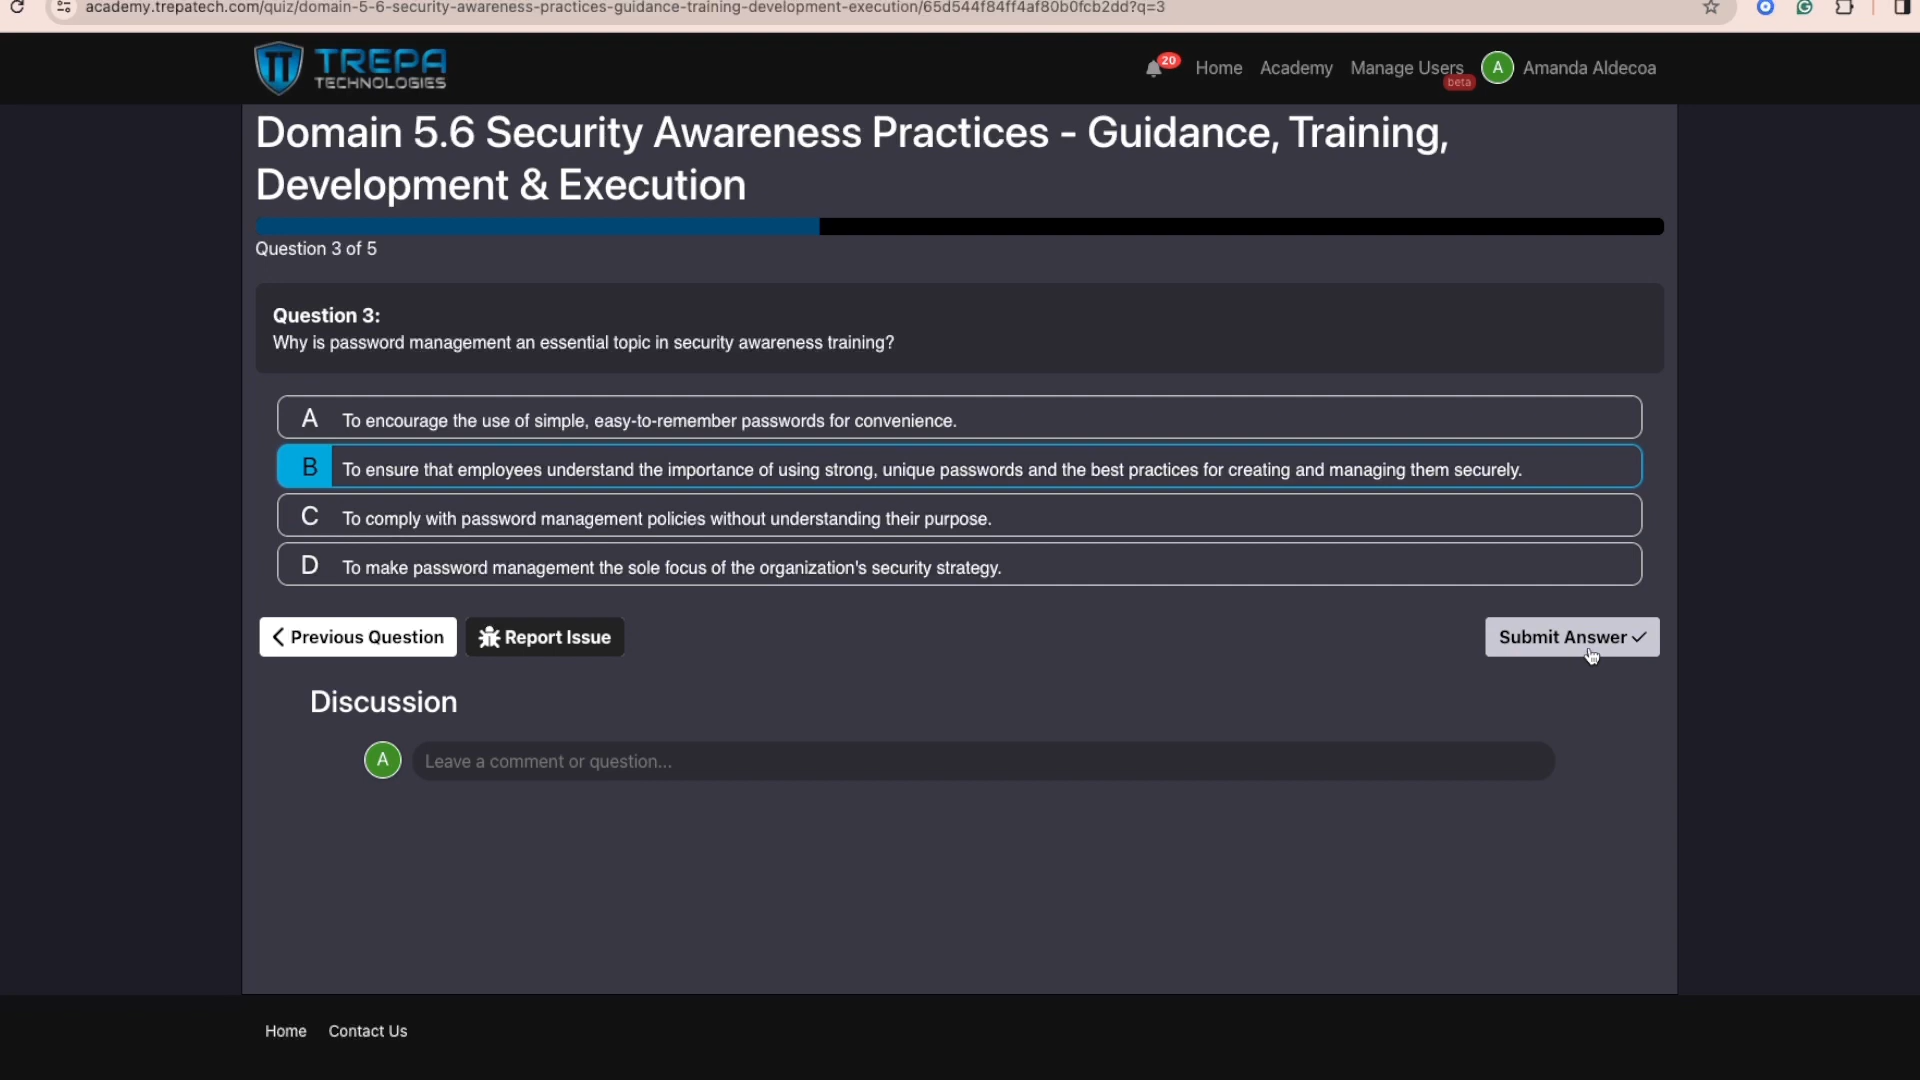 academy.trepatech.com/quiz/domain-5-6-security-awareness-practices-guidance-training-development-execution/65d544f84ff4af80b0fcb2dd?q=3
TREPA
TECHNOLOGIES
20
Home
Academy
Manage Users
beta
A
Amanda Aldecoa
Domain 5.6 Security Awareness Practices - Guidance, Training,
Development & Execution
Question 3 of 5
Question 3:
Why is password management an essential topic in security awareness training?
A To encourage the use of simple, easy-to-remember passwords for convenience.
B To ensure that employees understand the importance of using strong, unique passwords and the best practices for creating and managing them securely.
C To comply with password management policies without understanding their purpose.
D To make password management the sole focus of the organization's security strategy.
Previous Question
Report Issue
Submit Answer
Discussion
A
Leave a comment or question...
Home
Contact Us